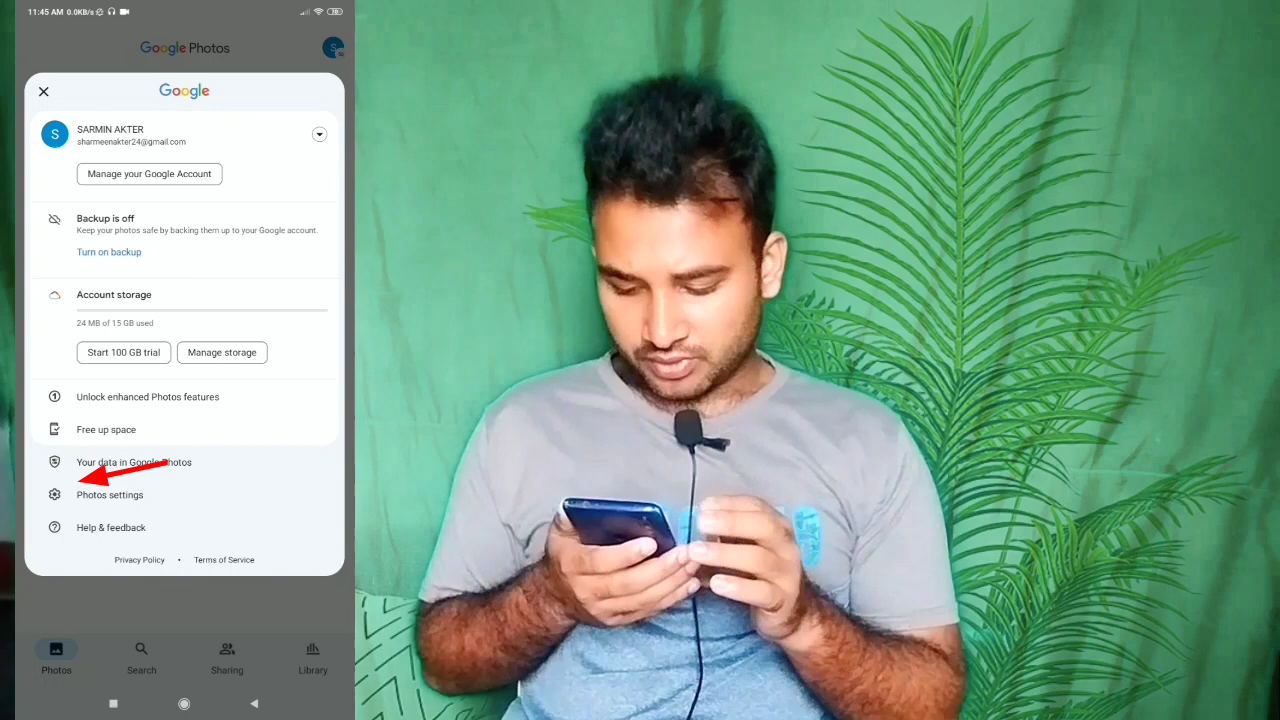 11:45 AM 0.0KB/s
Google Photos
S
Google
S
SARMIN AKTER
sharmeenakter24@gmail.com
Manage your Google Account
Backup is off
Keep your photos safe by backing them up to your Google account.
Turn on backup
Account storage
24 MB of 15 GB used
Start 100 GB trial
Manage storage
Unlock enhanced Photos features
Free up space
Your data in Google Photos
Photos settings
Help & feedback
Privacy Policy • Terms of Service
Photos
Search
Sharing
Library